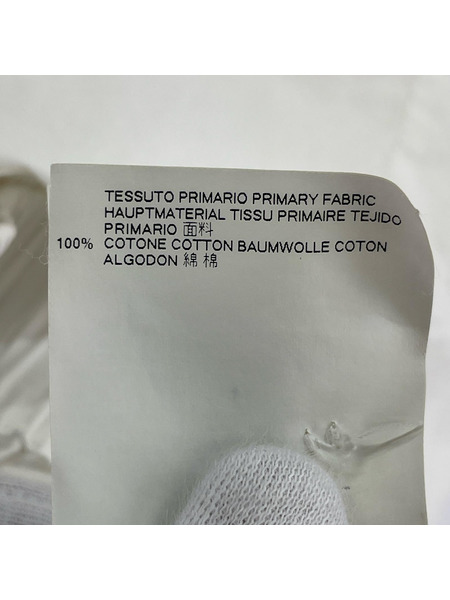 TESSUTO PRIMARIO PRIMARY FABRIC
HAUPTMATERIAL TISSU PRIMAIRE TEJIDO
PRIMARIO 面料
100% COTONE COTTON BAUMWOLLE COTON
ALGODON 綿 棉